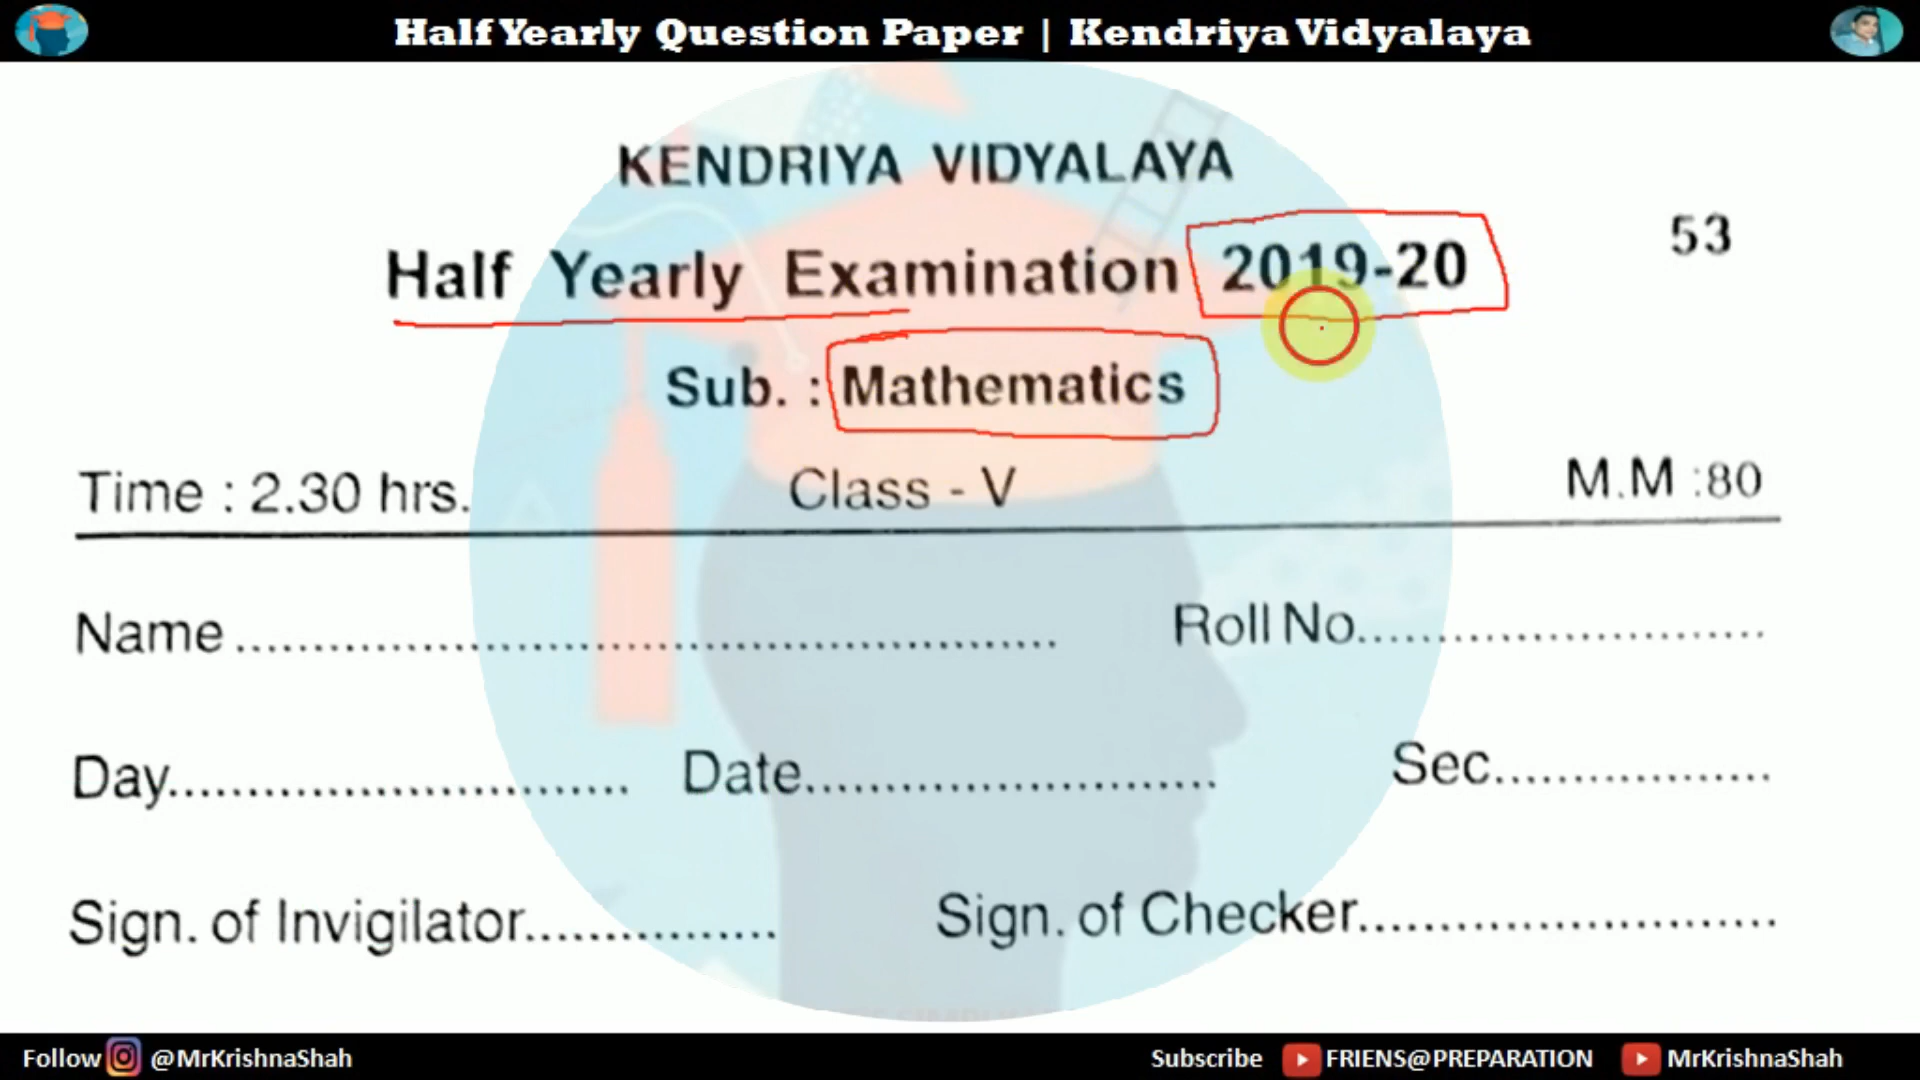 Half Yearly Question Paper | Kendriya Vidyalaya
KENDRIYA VIDYALAYA
53
Half Yearly Examination 2019-20
Sub. : Mathematics
Time : 2.30 hrs. Class - V M.M :80
Name ................................................ Roll No........................
Day............................ Date........................ Sec.................
Sign. of Invigilator............... Sign. of Checker.........................
Follow @MrKrishnaShah Subscribe FRIENS@PREPARATION MrKrishnaShah